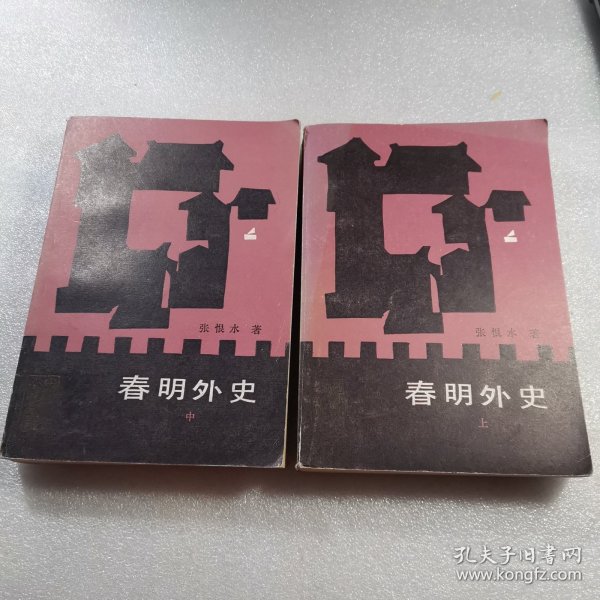 张恨水 著
春明外史
中
张恨水 著
春明外史
上
孔夫子旧书网
www.kongfz.com